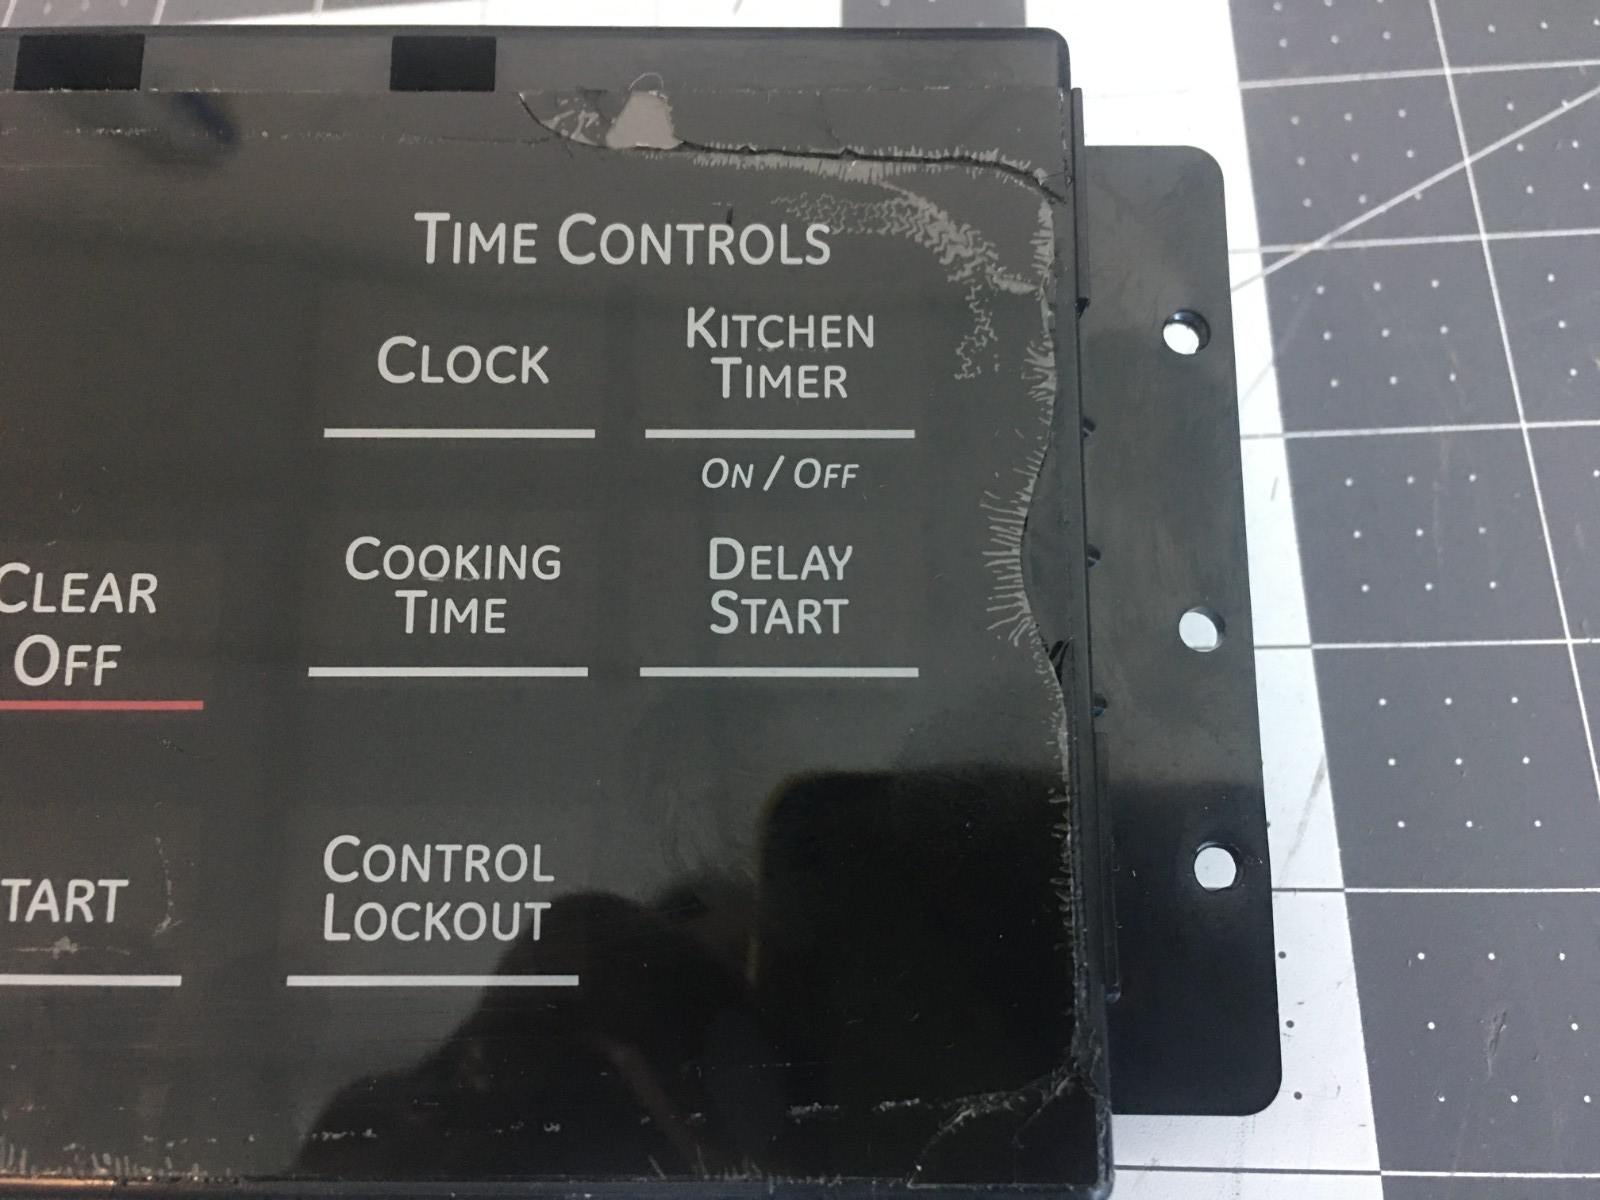 TIME CONTROLS
CLOCK
KITCHEN
TIMER
ON / OFF
CLEAR
OFF
COOKING
TIME
DELAY
START
TART
CONTROL
LOCKOUT